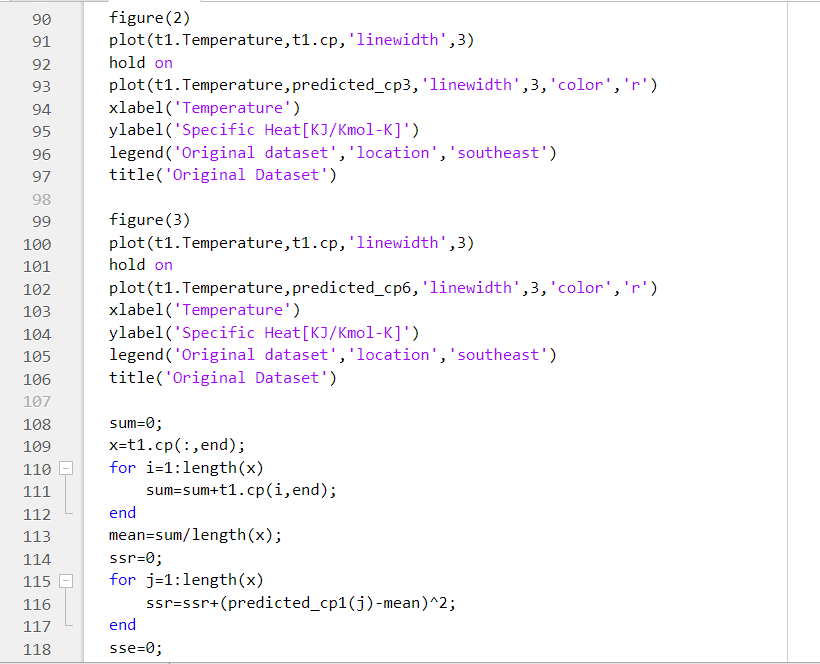 90 figure(2)
91 plot(t1.Temperature,t1.cp,'linewidth',3)
92 hold on
93 plot(t1.Temperature,predicted_cp3,'linewidth',3,'color','r')
94 xlabel('Temperature')
95 ylabel('Specific Heat[KJ/Kmol-K]')
96 legend('Original dataset','location','southeast')
97 title('Original Dataset')
98
99 figure(3)
100 plot(t1.Temperature,t1.cp,'linewidth',3)
101 hold on
102 plot(t1.Temperature,predicted_cp6,'linewidth',3,'color','r')
103 xlabel('Temperature')
104 ylabel('Specific Heat[KJ/Kmol-K]')
105 legend('Original dataset','location','southeast')
106 title('Original Dataset')
107
108 sum=0;
109 x=t1.cp(:,end);
110 for i=1:length(x)
111     sum=sum+t1.cp(i,end);
112 end
113 mean=sum/length(x);
114 ssr=0;
115 for j=1:length(x)
116     ssr=ssr+(predicted_cp1(j)-mean)^2;
117 end
118 sse=0;